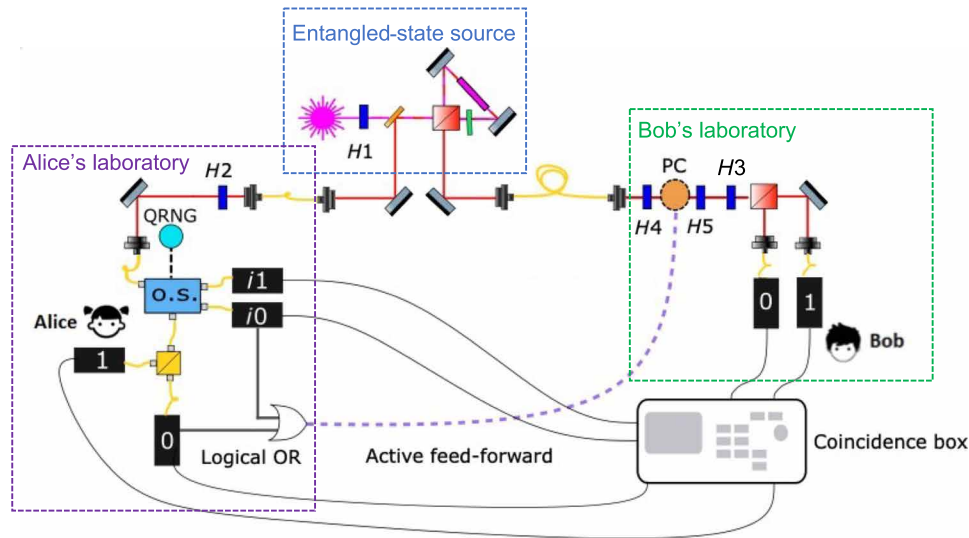 Entangled-state source
H1
Bob's laboratory
PC
H3
Alice's laboratory
H2
H4
H5
QRNG
O.S.
i1
i0
Alice
1
0
Logical OR
Active feed-forward
0
1
Bob
Coincidence box